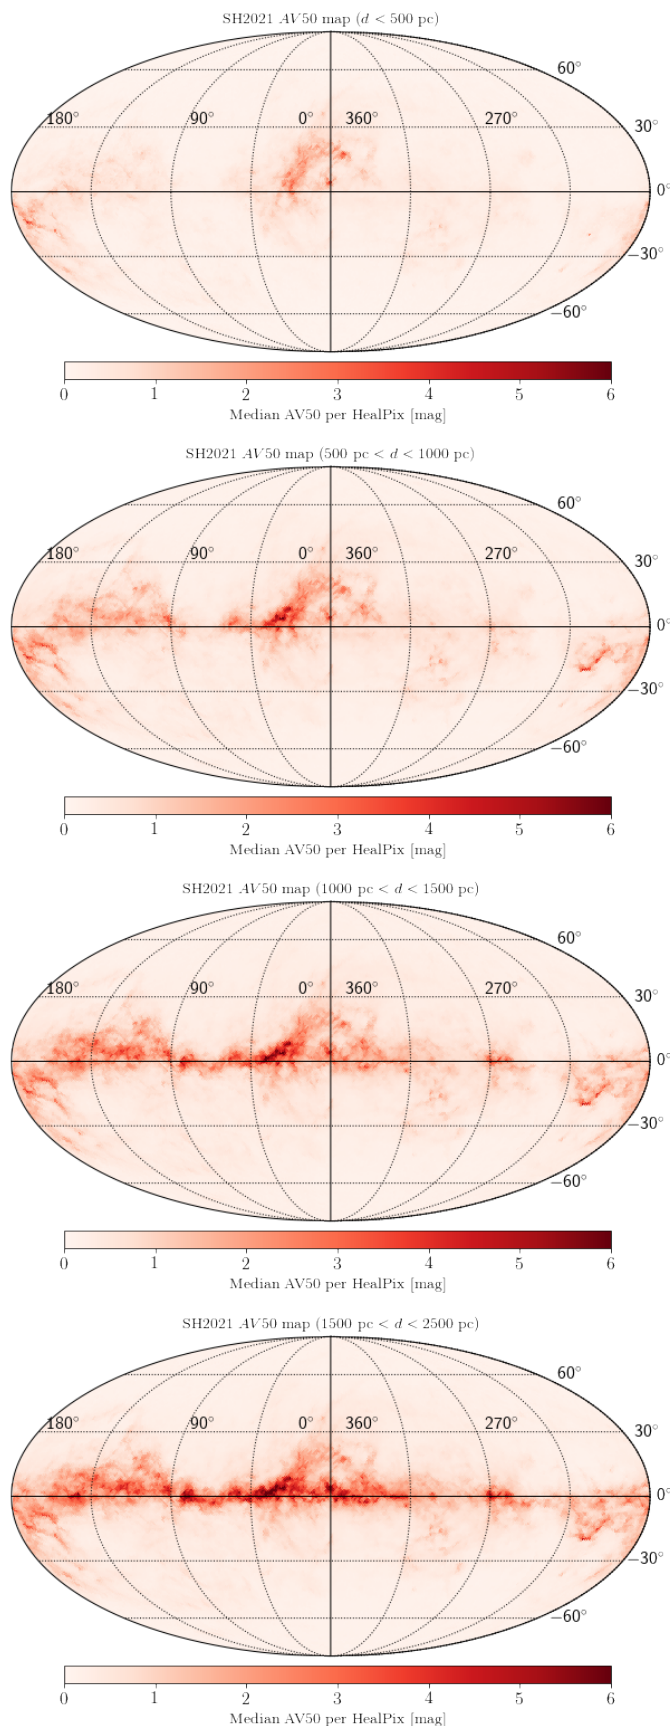 SH2021 AV50 map (d < 500 pc)
60°
180° 90° 0° 360° 270° 30°
0°
−30°
−60°
0 1 2 3 4 5 6
Median AV50 per HealPix [mag]
SH2021 AV50 map (500 pc < d < 1000 pc)
60°
180° 90° 0° 360° 270° 30°
0°
−30°
−60°
0 1 2 3 4 5 6
Median AV50 per HealPix [mag]
SH2021 AV50 map (1000 pc < d < 1500 pc)
60°
180° 90° 0° 360° 270° 30°
0°
−30°
−60°
0 1 2 3 4 5 6
Median AV50 per HealPix [mag]
SH2021 AV50 map (1500 pc < d < 2500 pc)
60°
180° 90° 0° 360° 270° 30°
0°
−30°
−60°
0 1 2 3 4 5 6
Median AV50 per HealPix [mag]